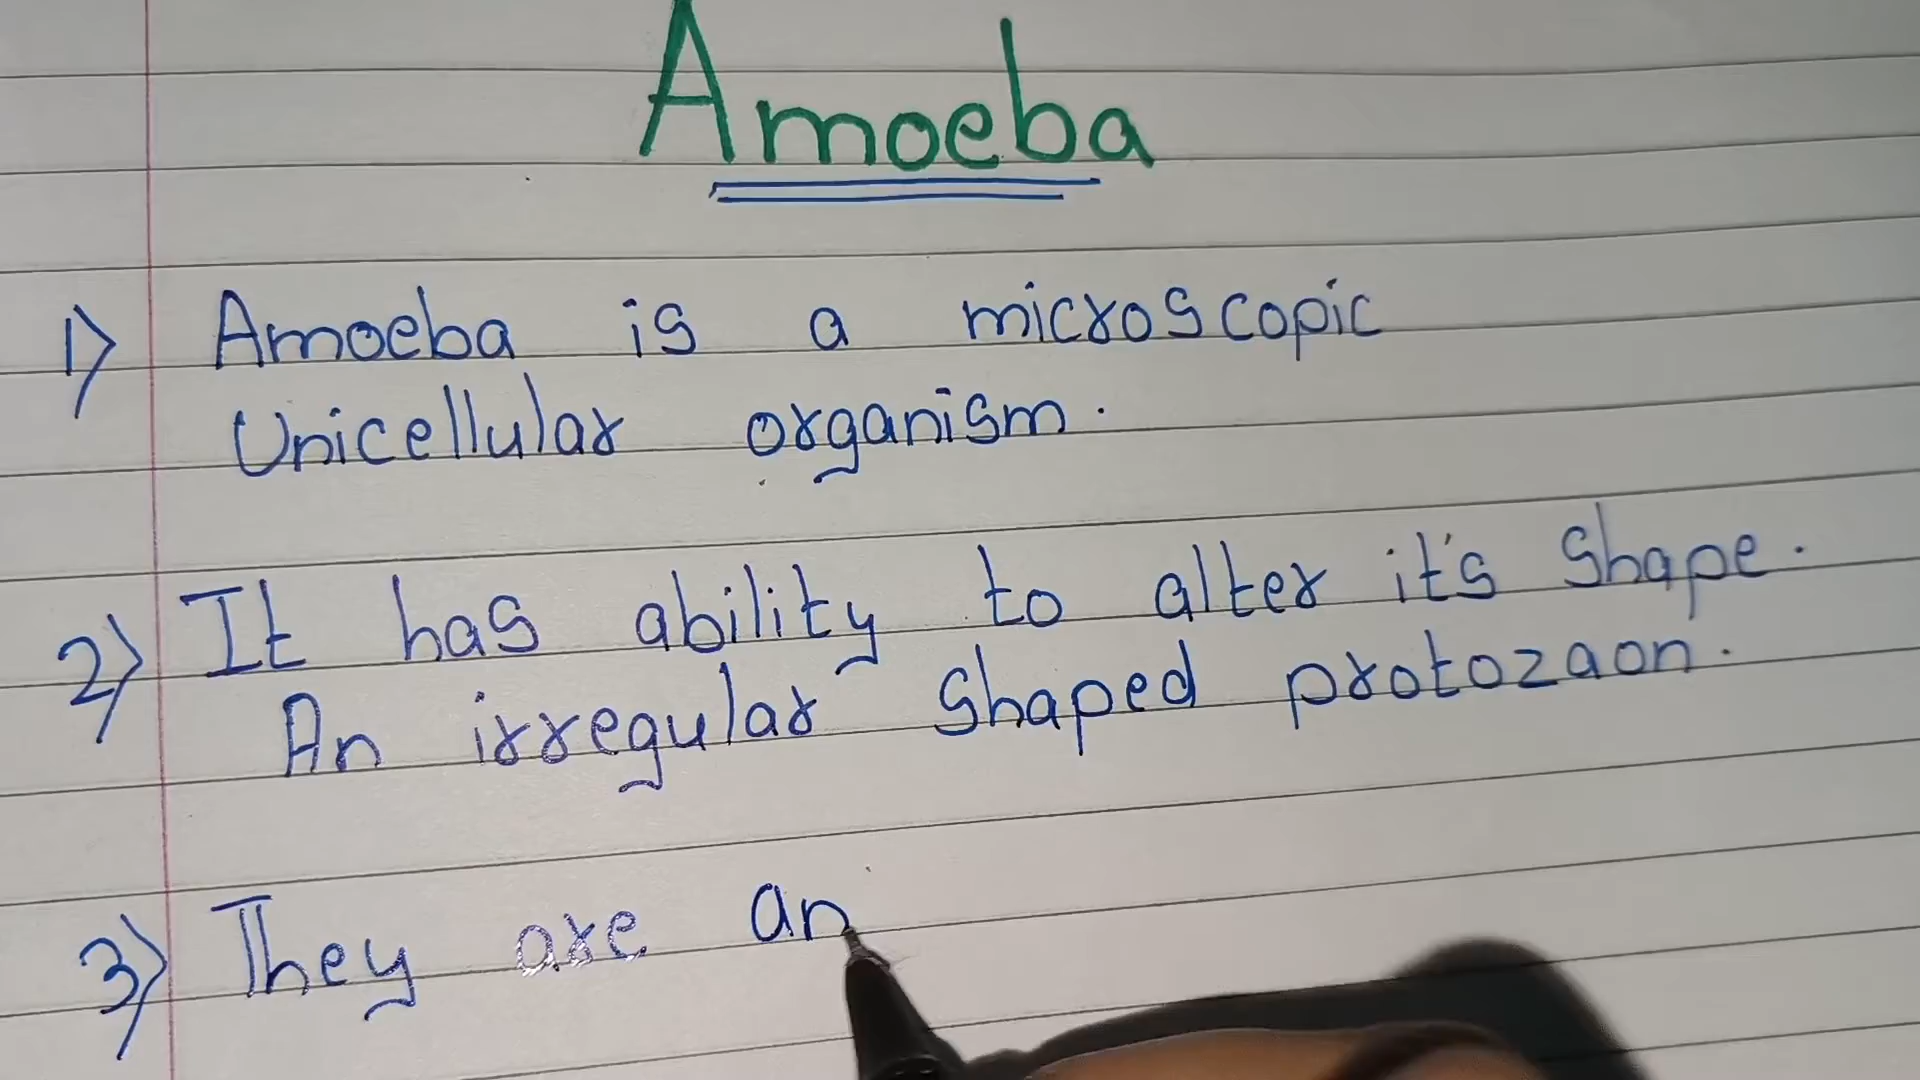 Amoeba
1) Amoeba is a microscopic
Unicellular organism.
2) It has ability to alter it's shape.
An irregular shaped protozaon.
3) They are an